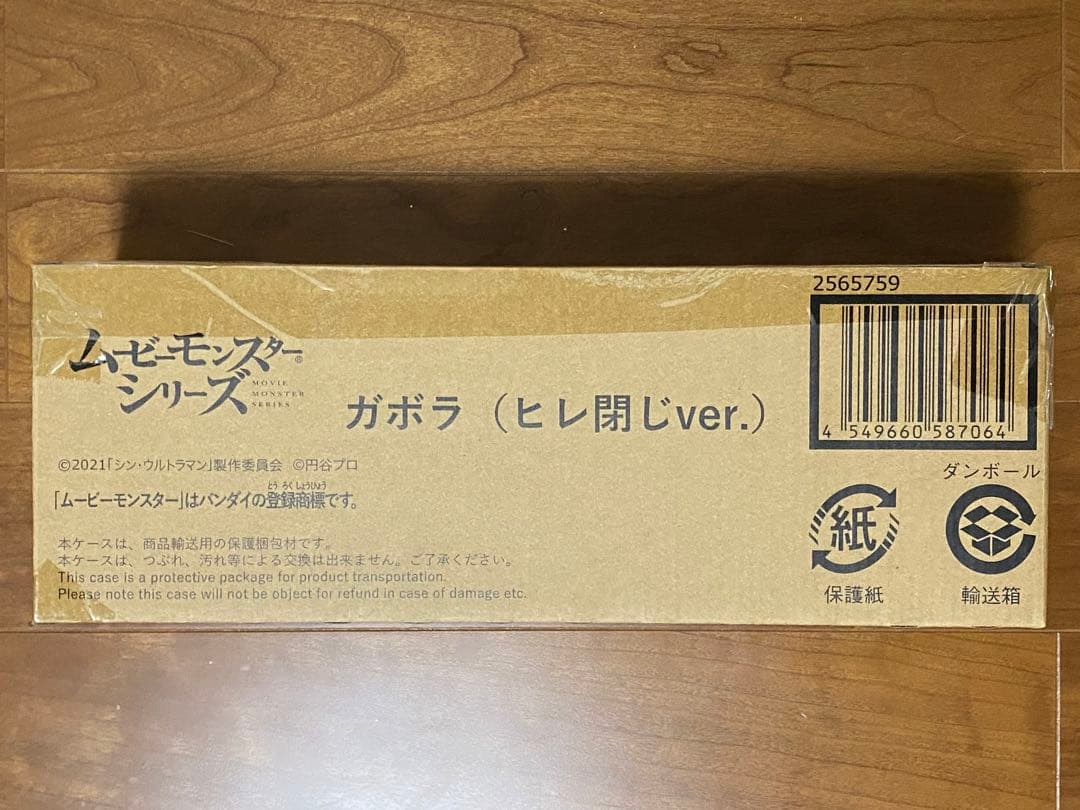 ムービーモンスター®
シリーズ
MOVIE
MONSTER
SERIES
ガボラ（ヒレ閉じver.）
2565759
4 549660 587064
©2021「シン・ウルトラマン」製作委員会 ©円谷プロ
とうろくしょうひょう
「ムービーモンスター」はバンダイの登録商標です。
本ケースは、商品輸送用の保護梱包材です。
本ケースは、つぶれ、汚れ等による交換は出来ません。ご了承ください。
This case is a protective package for product transportation.
Please note this case will not be object for refund in case of damage etc.
紙
保護紙
ダンボール
輸送箱